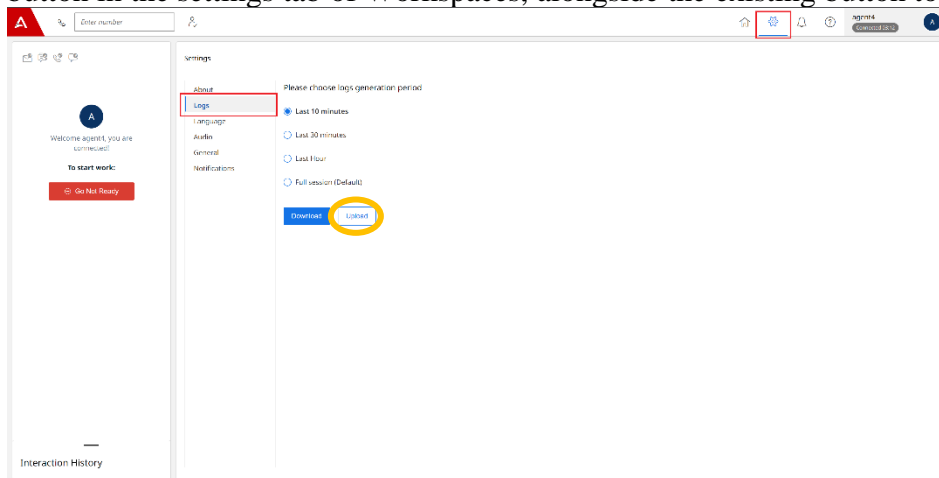 button in the settings tab of Workspaces, alongside the existing button to
A
Enter number
agent4
A
Settings
About
Logs
Language
Audio
General
Notifications
Please choose logs generation period
Last 10 minutes
Last 30 minutes
Last Hour
Full session (Default)
Download
Upload
A
Welcome agent4, you are
connected!
To start work:
Go Not Ready
Interaction History